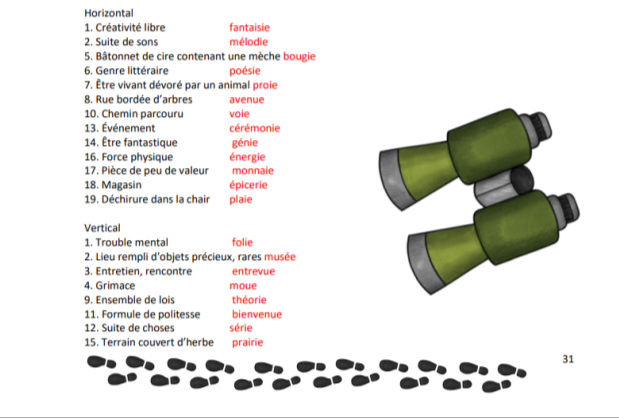 Horizontal
1. Créativité libre fantaisie
2. Suite de sons mélodie
5. Bâtonnet de cire contenant une mèche bougie
6. Genre littéraire poésie
7. Être vivant dévoré par un animal proie
8. Rue bordée d'arbres avenue
10. Chemin parcouru voie
13. Événement cérémonie
14. Être fantastique génie
16. Force physique énergie
17. Pièce de peu de valeur monnaie
18. Magasin épicerie
19. Déchirure dans la chair plaie
Vertical
1. Trouble mental folie
2. Lieu rempli d'objets précieux, rares musée
3. Entretien, rencontre entrevue
4. Grimace moue
9. Ensemble de lois théorie
11. Formule de politesse bienvenue
12. Suite de choses série
15. Terrain couvert d'herbe prairie
31